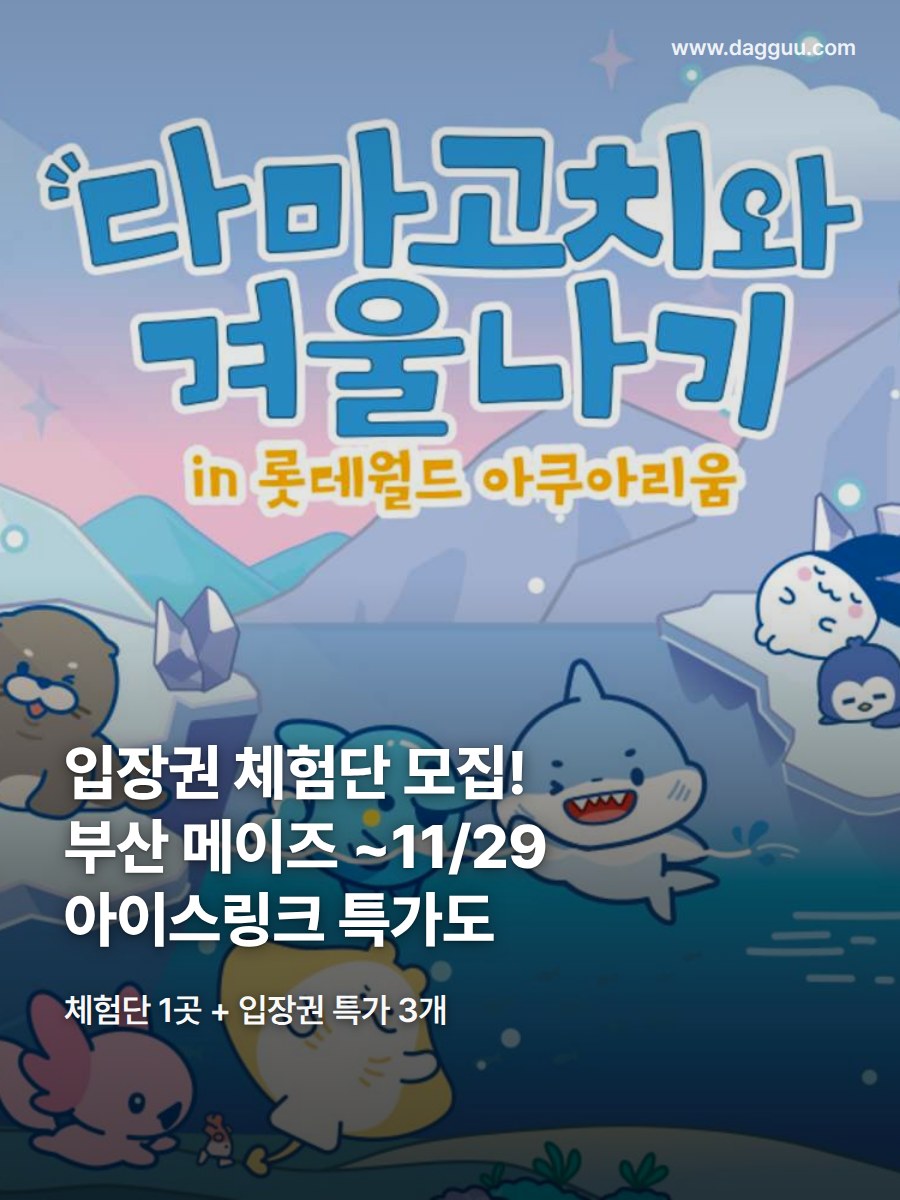 www.dagguu.com
다마고치와
겨울나기
in 롯데월드 아쿠아리움
입장권 체험단 모집!
부산 메이즈 ~11/29
아이스링크 특가도
체험단 1곳 + 입장권 특가 3개